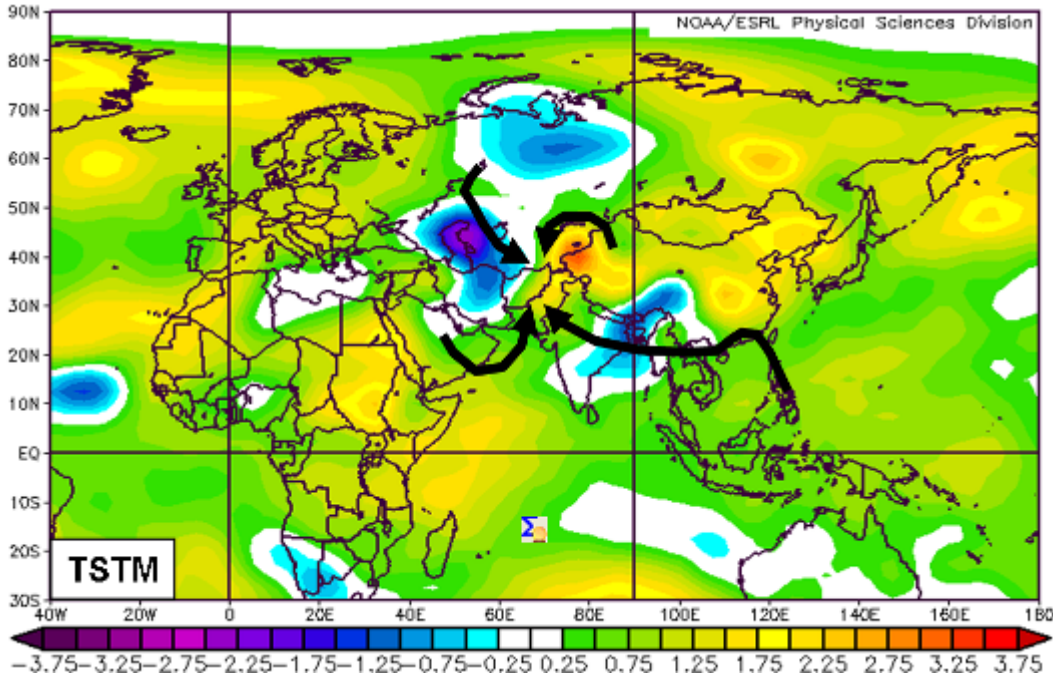 90N
NOAA/ESRL Physical Sciences Division
80N
70N
60N
50N
40N
30N
20N
10N
EQ
10S
Σ
20S
TSTM
30S
40W 20W 0 20E 40E 60E 80E 100E 120E 140E 160E 180
-3.75 -3.25 -2.75 -2.25 -1.75 -1.25 -0.75 -0.25 0.25 0.75 1.25 1.75 2.25 2.75 3.25 3.75